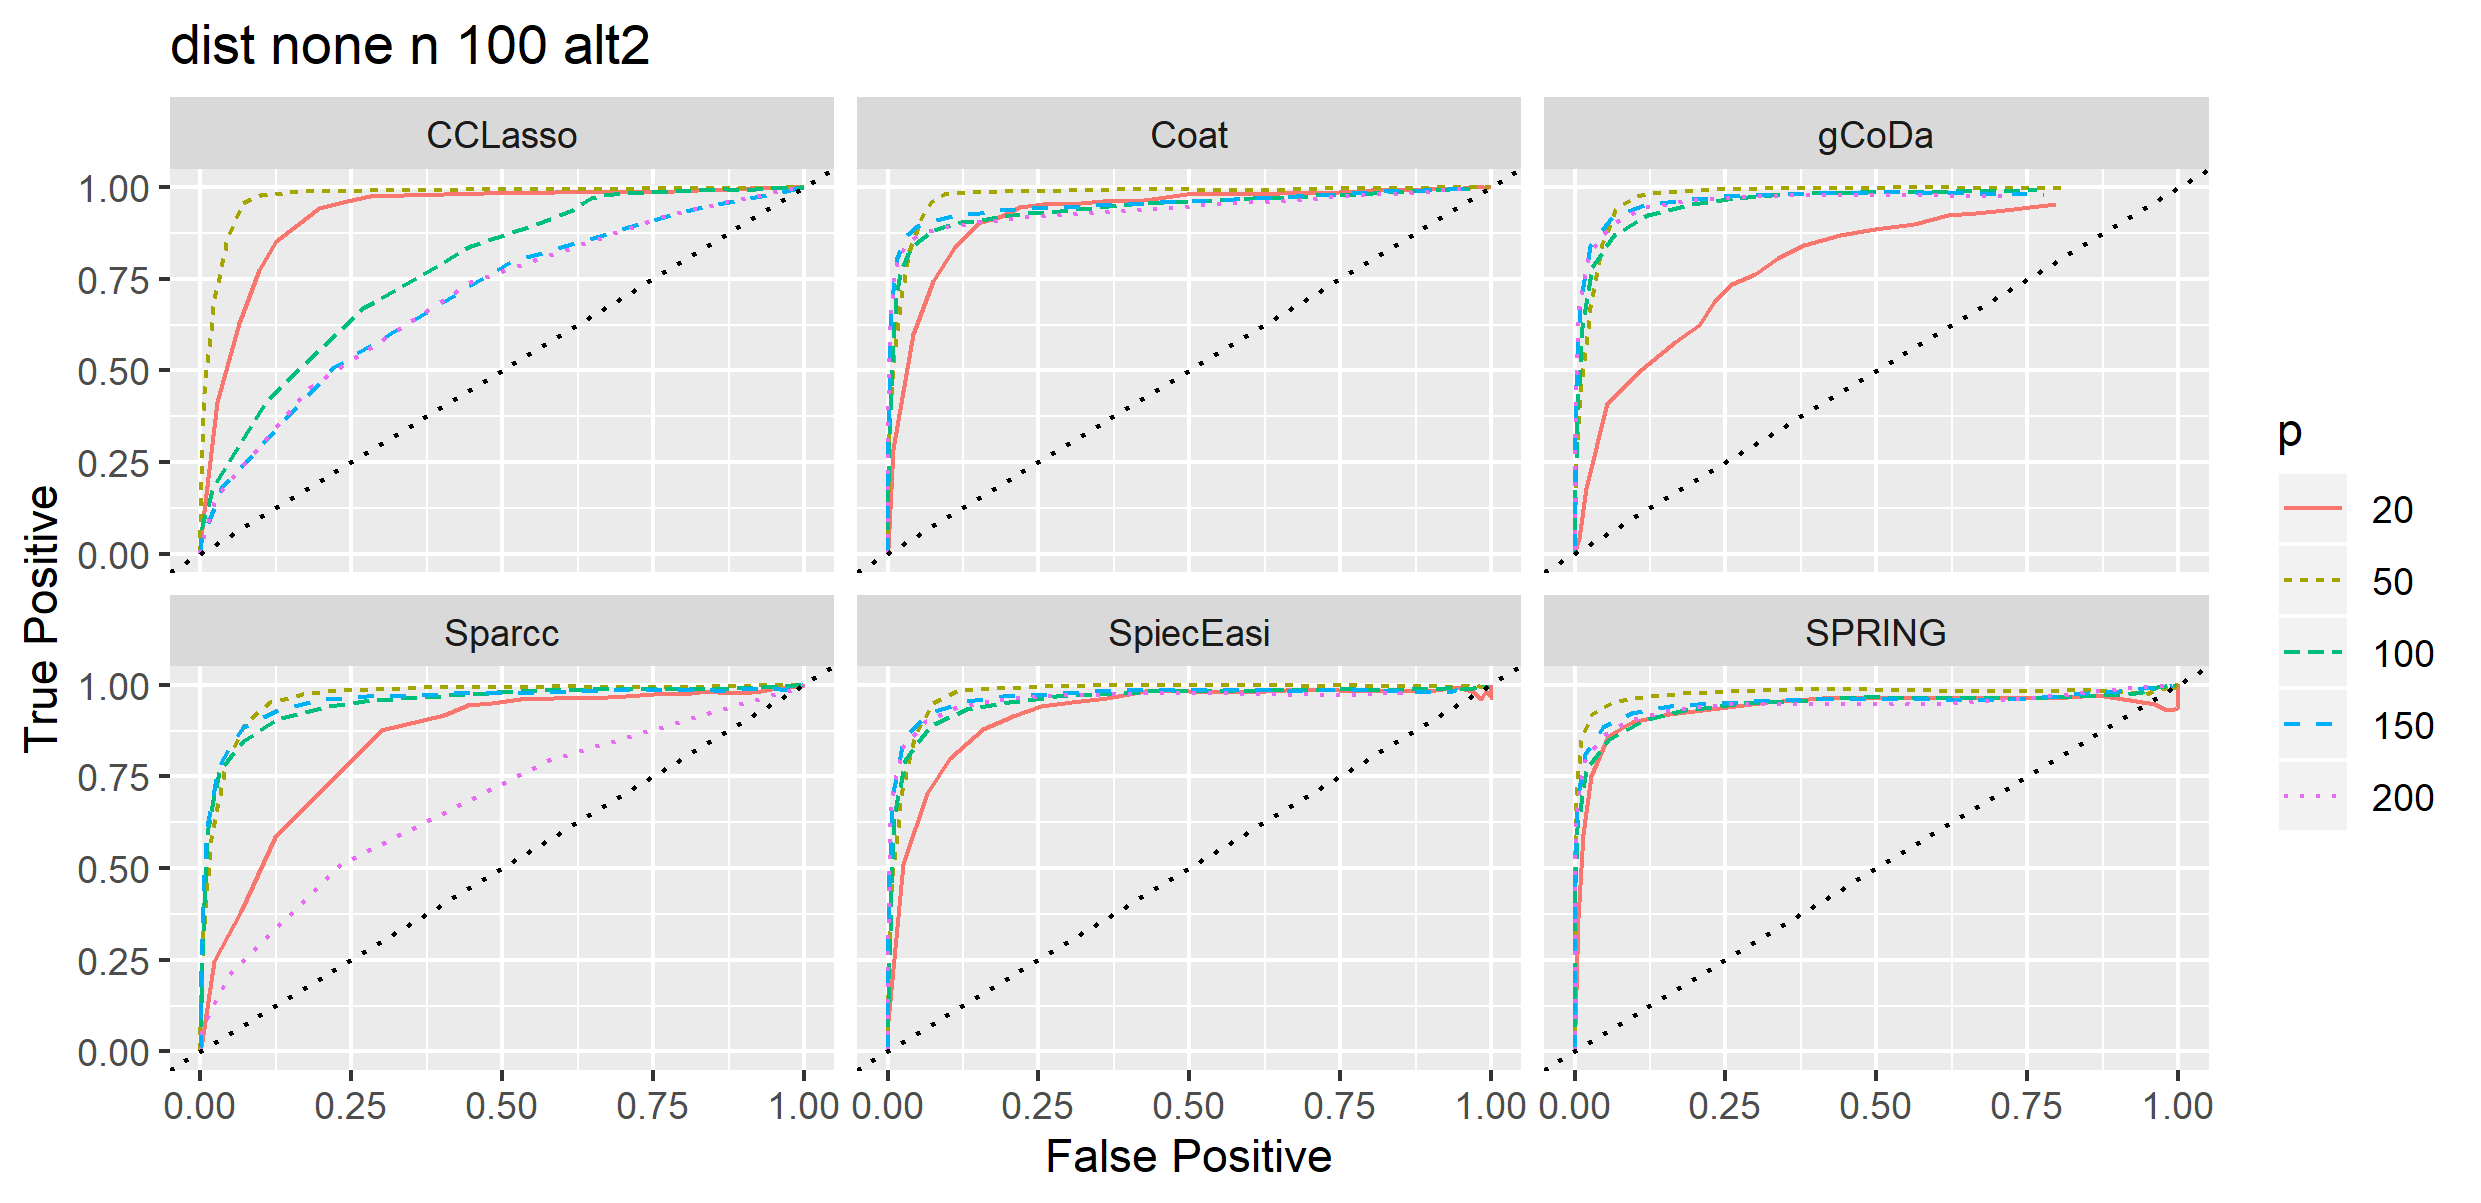 dist none n 100 alt2
CCLasso
Coat
gCoDa
1.00
0.75
0.50
0.25
0.00
Sparcc
SpiecEasi
SPRING
1.00
0.75
0.50
0.25
0.00
0.00 0.25 0.50 0.75 1.00
0.00 0.25 0.50 0.75 1.00
0.00 0.25 0.50 0.75 1.00
False Positive
True Positive
p
20
50
100
150
200